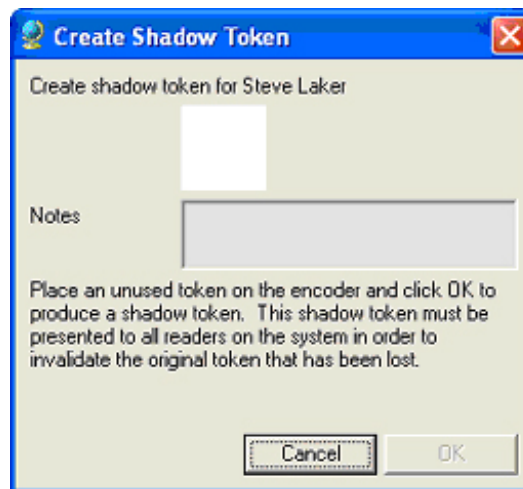 Create Shadow Token
Create shadow token for Steve Laker
Notes
Place an unused token on the encoder and click OK to
produce a shadow token. This shadow token must be
presented to all readers on the system in order to
invalidate the original token that has been lost.
Cancel OK